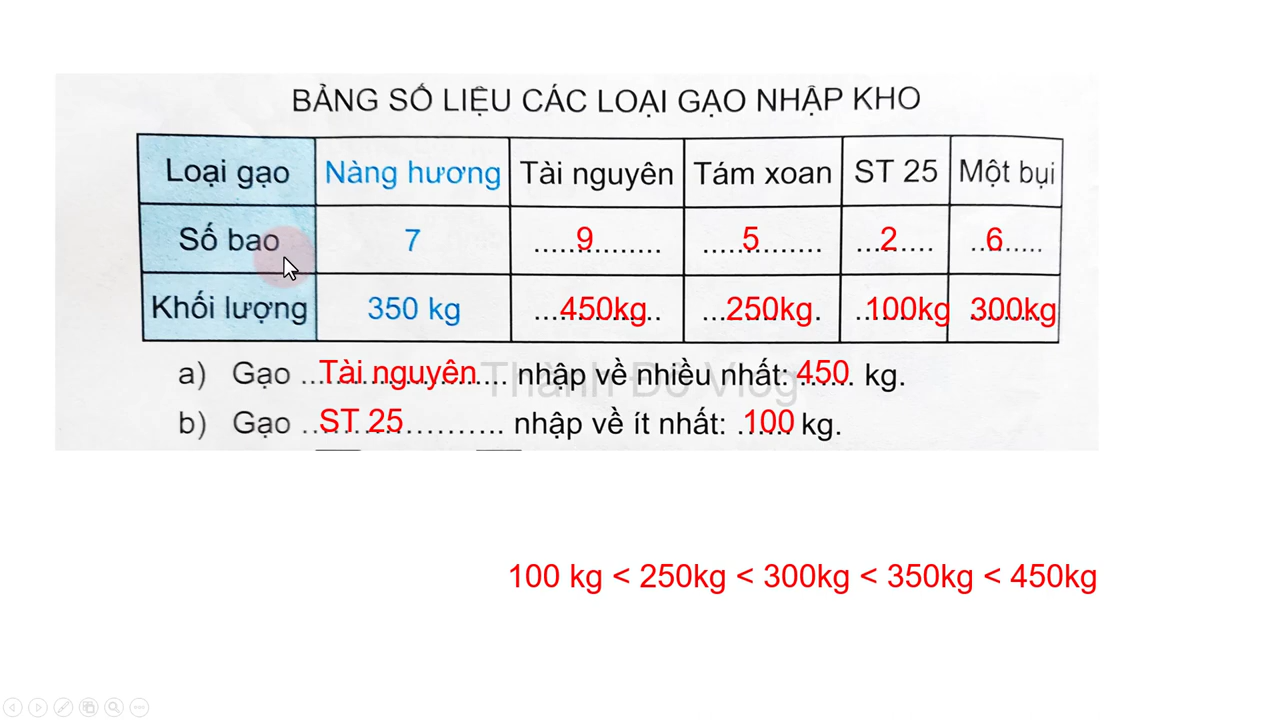 BẢNG SỐ LIỆU CÁC LOẠI GẠO NHẬP KHO
Loại gạo Nàng hương Tài nguyên Tám xoan ST 25 Một bụi
Số bao 7 9 5 2 6
Khối lượng 350 kg 450kg 250kg 100kg 300kg
a) Gạo Tài nguyên nhập về nhiều nhất: 450 kg.
Thành Đô Vlog
b) Gạo ST 25 nhập về ít nhất: 100 kg.
100 kg < 250kg < 300kg < 350kg < 450kg